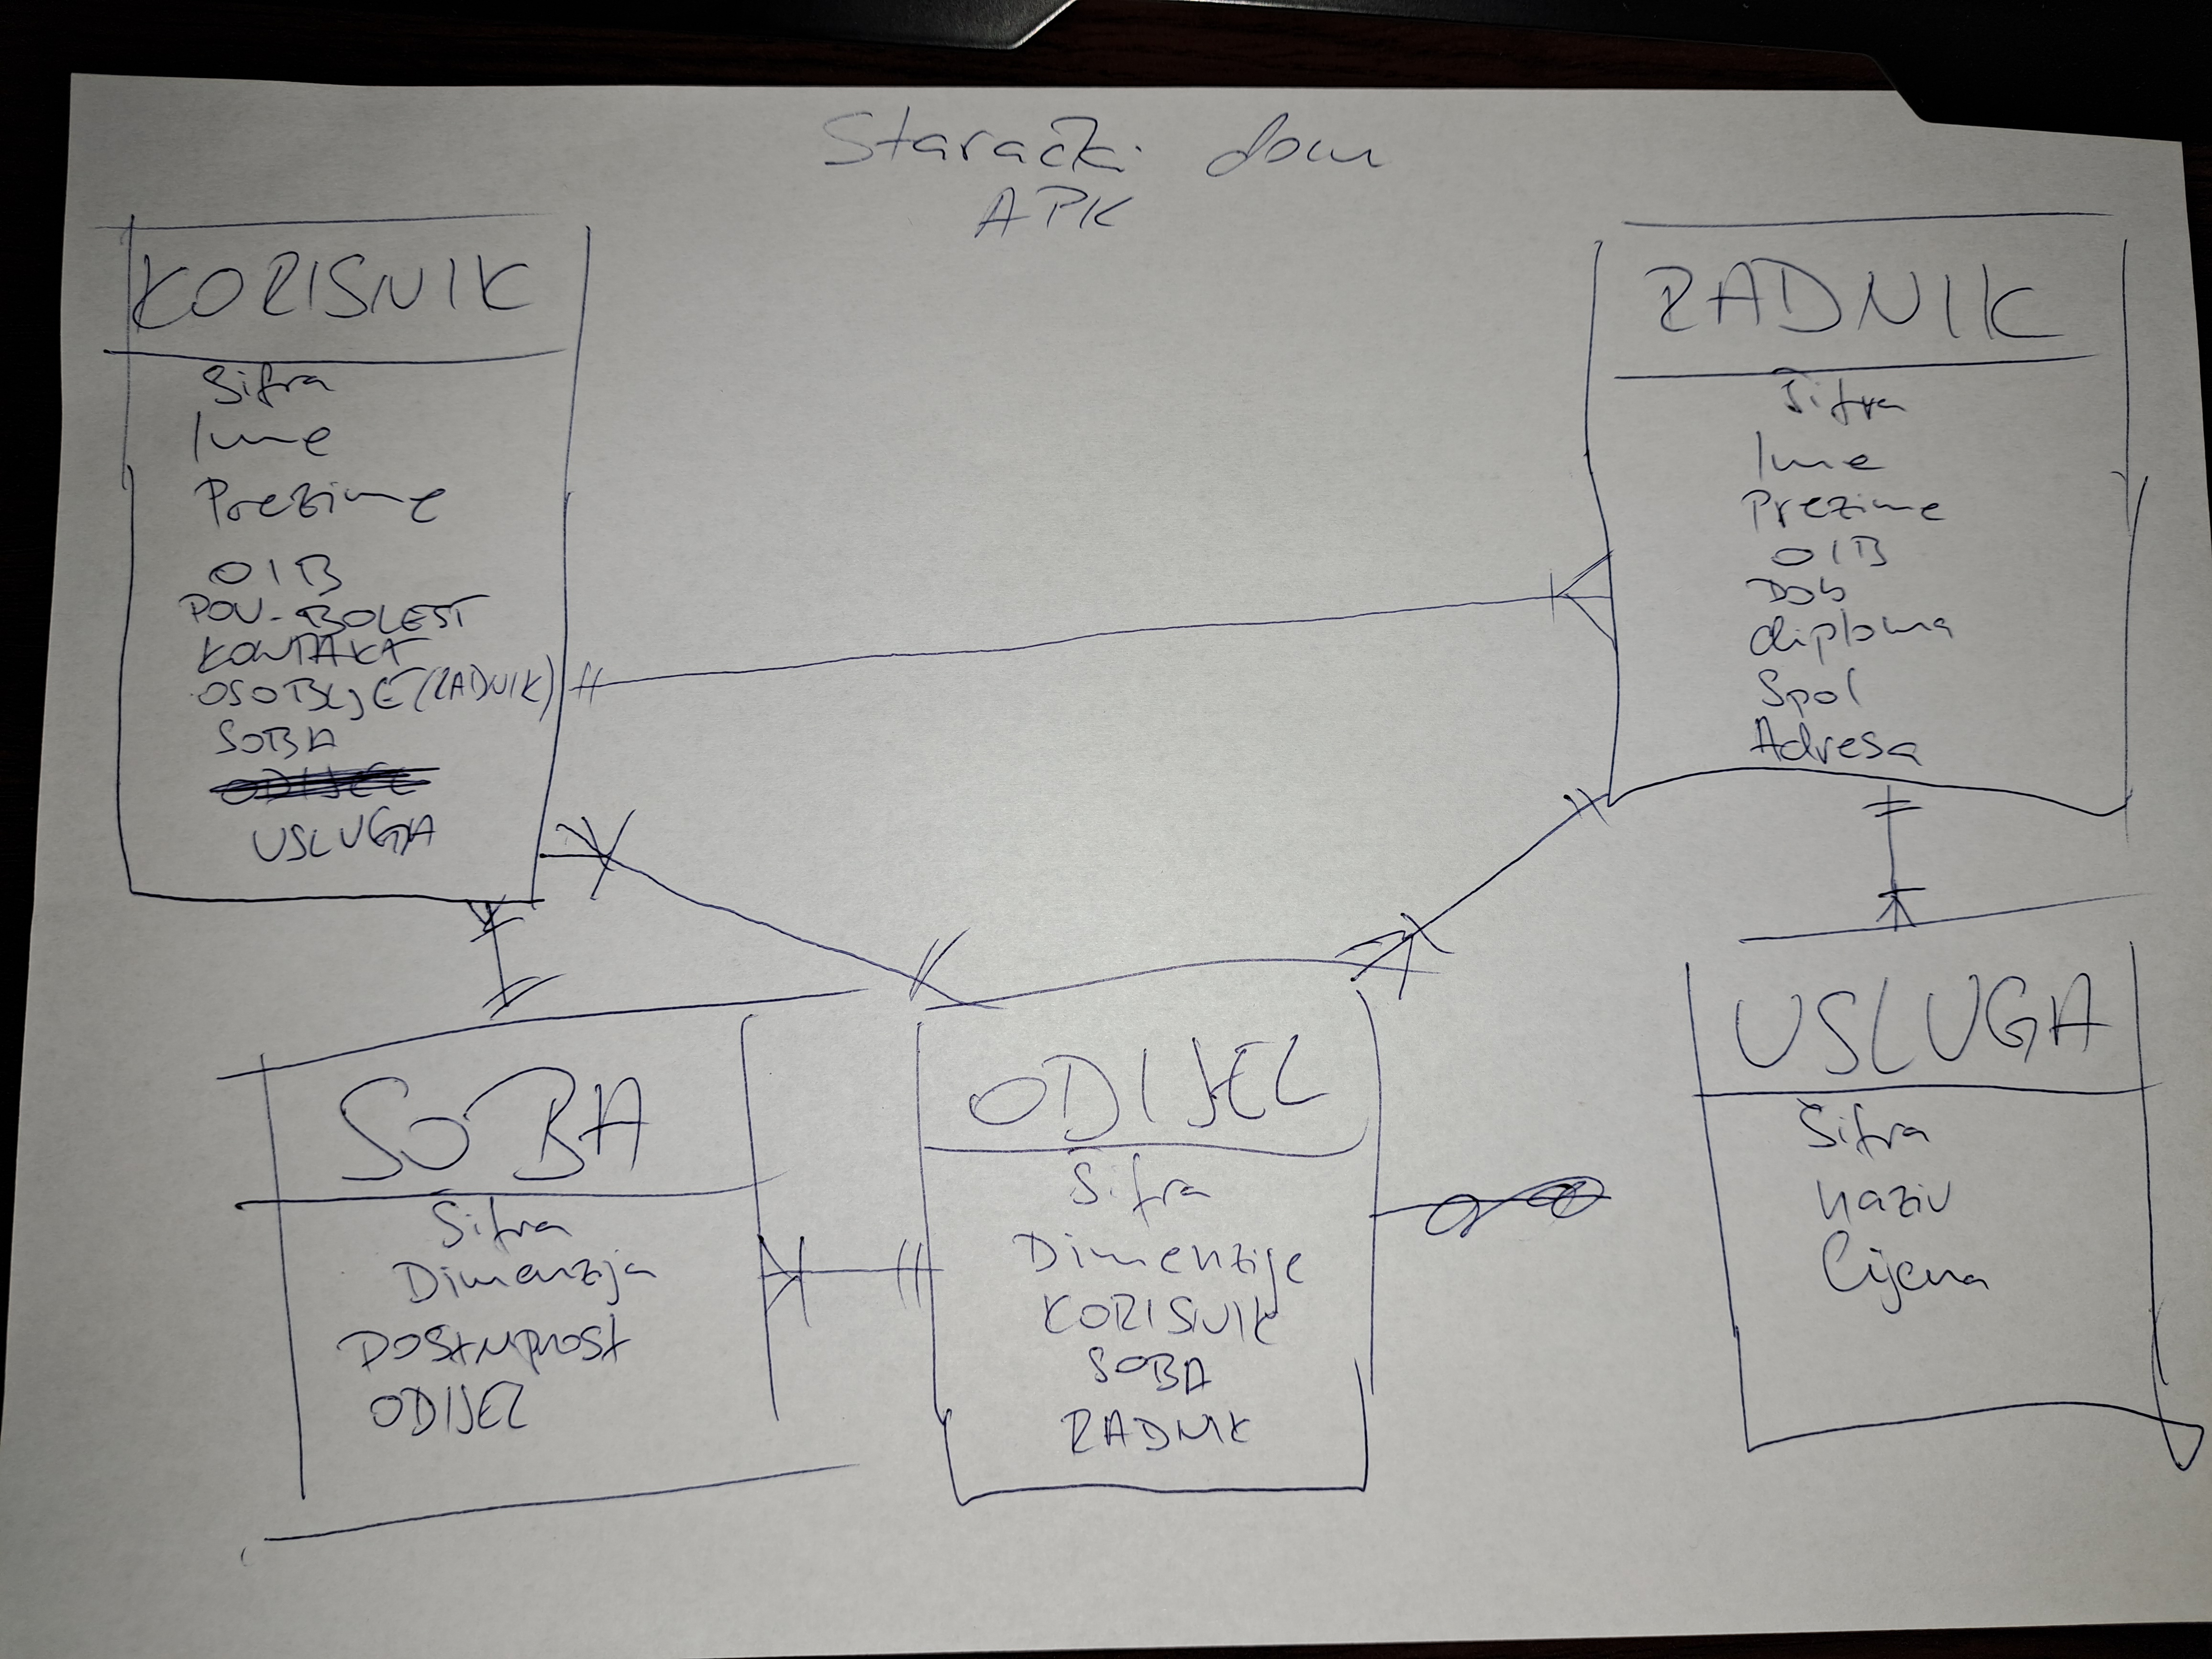 Starački dom
APK
KORISNIK
Šifra
Ime
Prezime
OIB
POV-BOLEST
KONTAKT
OSOBLJE (RADNIK)
SOBA
ODIJEL
USLUGA
RADNIK
Šifra
Ime
Prezime
OIB
Dob
diploma
Spol
Adresa
SOBA
Šifra
Dimenzija
DOSTUPNOST
ODIJEL
ODIJEL
Šifra
Dimenzije
KORISNIK
SOBA
RADNIK
USLUGA
Šifra
naziv
Cijena